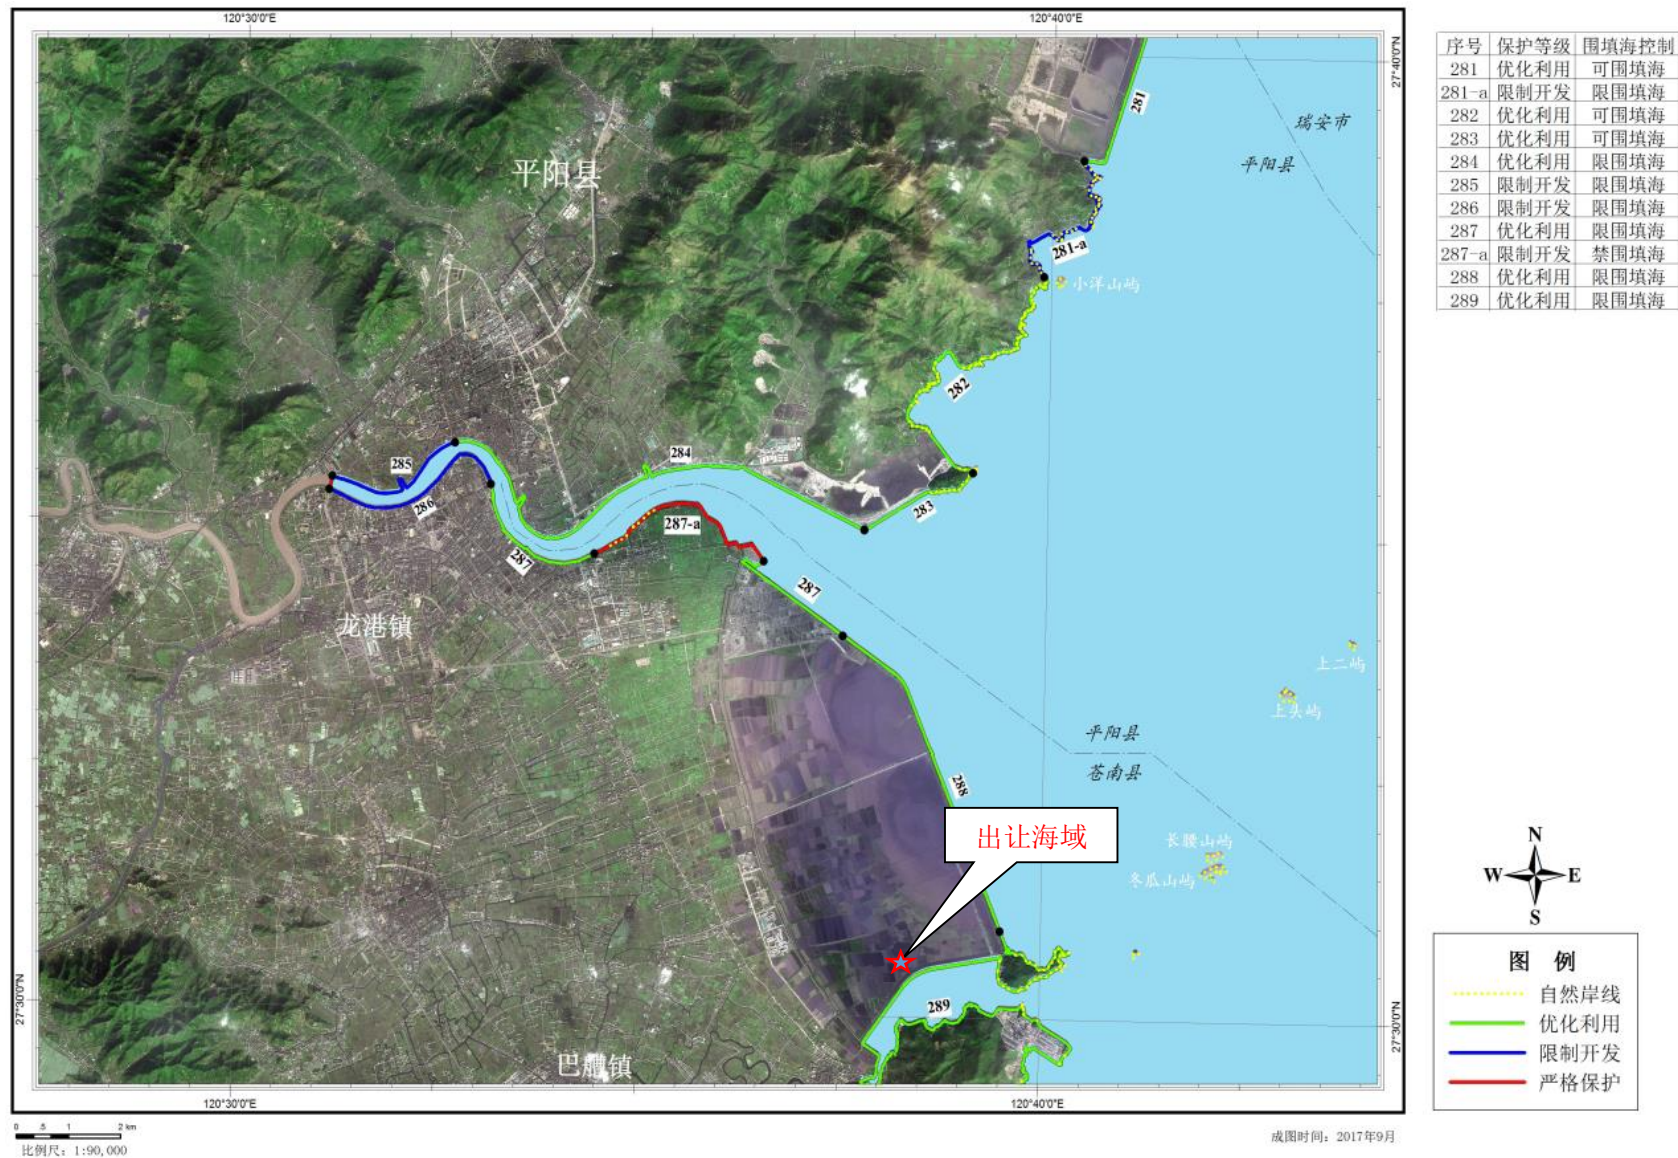 120°30'0"E
120°40'0"E
27°40'0"N
序号 保护等级 围填海控制
281 优化利用 可围填海
281-a 限制开发 限围填海
282 优化利用 可围填海
283 优化利用 可围填海
284 优化利用 限围填海
285 限制开发 限围填海
286 限制开发 限围填海
287 优化利用 限围填海
287-a 限制开发 禁围填海
288 优化利用 限围填海
289 优化利用 限围填海
281
瑞安市
平阳县
平阳县
281-a
小洋山屿
282
284
285
286
283
287-a
287
287
龙港镇
上二屿
上头屿
平阳县
苍南县
288
出让海域
长腰山屿
冬瓜山屿
N
W E
S
289
巴艚镇
27°30'0"N
27°30'0"N
图 例
自然岸线
优化利用
限制开发
严格保护
120°30'0"E
120°40'0"E
0 .5 1 2 km
比例尺: 1:90,000
成图时间: 2017年9月